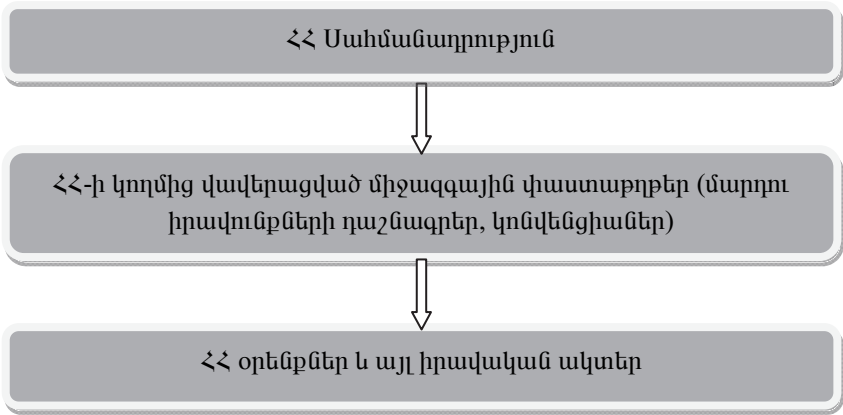 ՀՀ Սահմանադրություն
ՀՀ-ի կողմից վավերացված միջազգային փաստաթղթեր (մարդու
իրավունքների դաշնագրեր, կոնվենցիաներ)
ՀՀ օրենքներ և այլ իրավական ակտեր